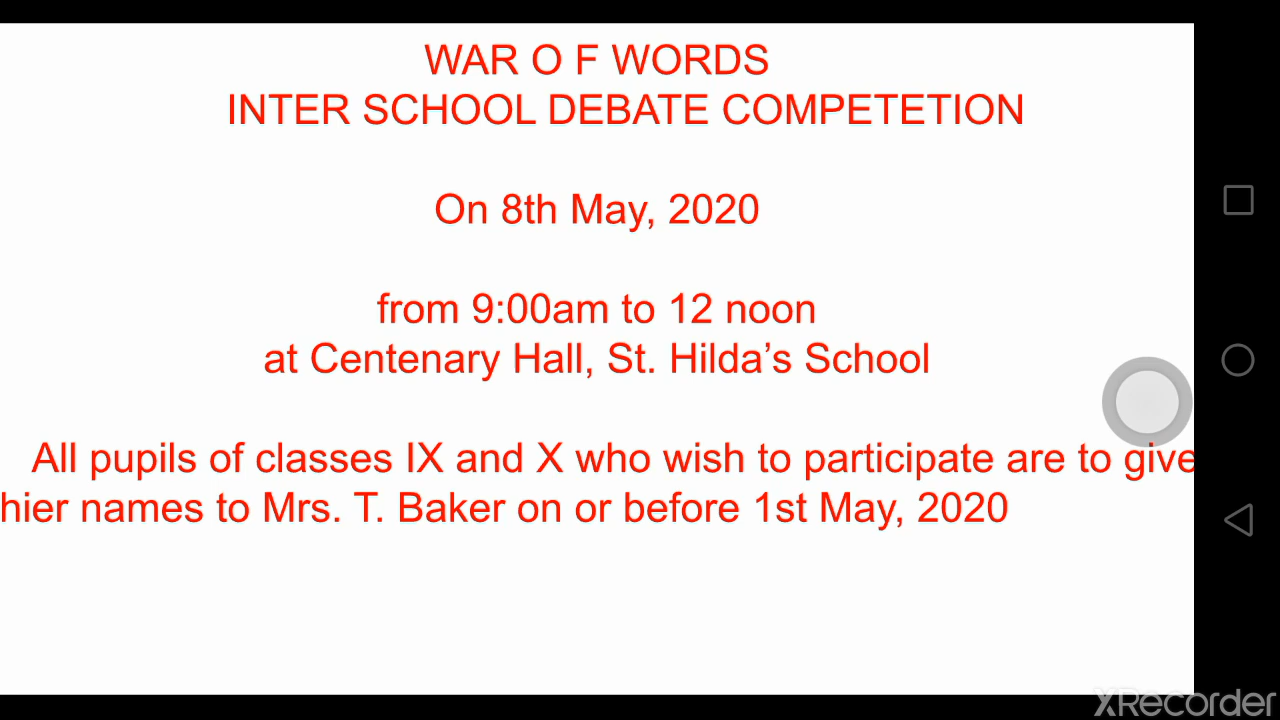 WAR O F WORDS
INTER SCHOOL DEBATE COMPETETION
On 8th May, 2020
from 9:00am to 12 noon
at Centenary Hall, St. Hilda’s School
All pupils of classes IX and X who wish to participate are to give
hier names to Mrs. T. Baker on or before 1st May, 2020
XRecorder